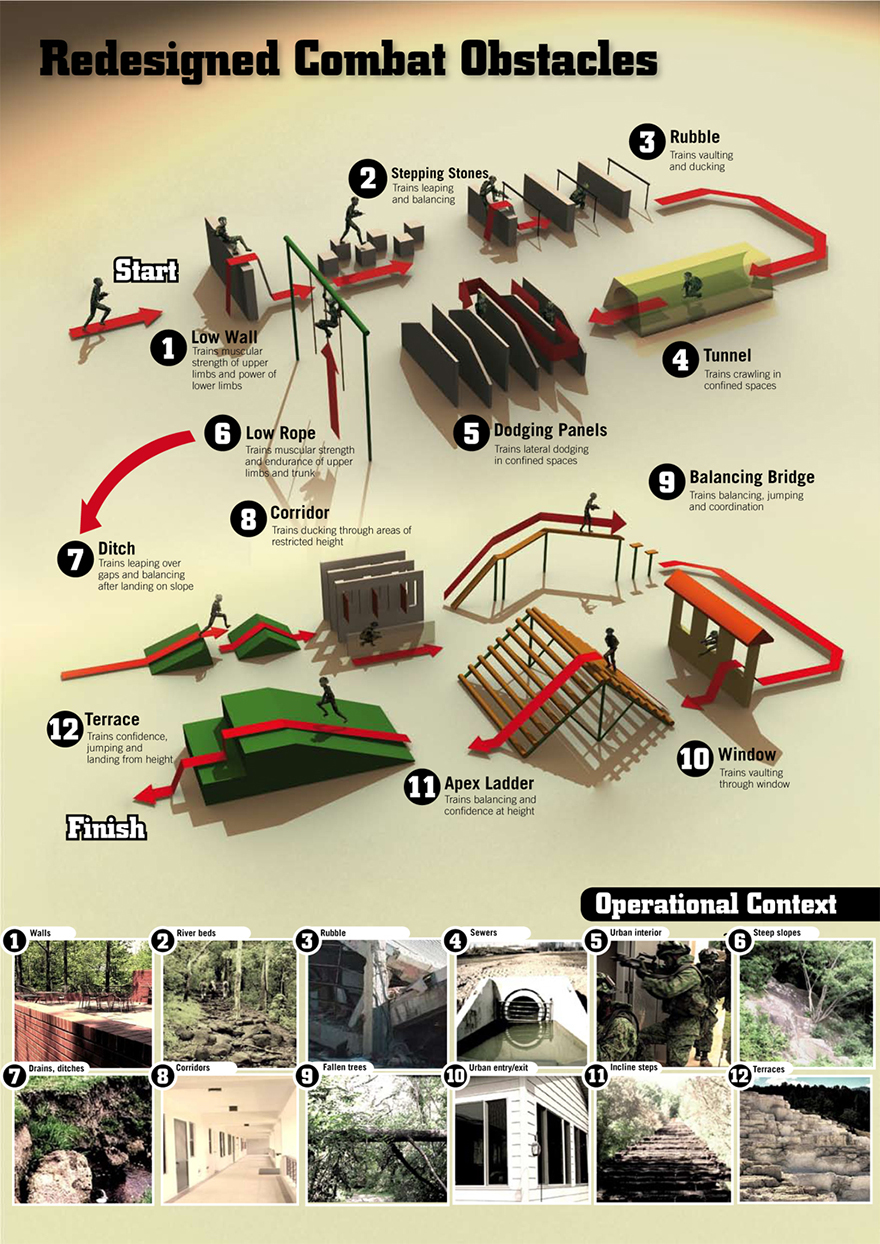 Redesigned Combat Obstacles
Start
1
Low Wall
Trains muscular
strength of upper
limbs and power of
lower limbs
2
Stepping Stones
Trains leaping
and balancing
3
Rubble
Trains vaulting
and ducking
4
Tunnel
Trains crawling in
confined spaces
5
Dodging Panels
Trains lateral dodging
in confined spaces
6
Low Rope
Trains muscular strength
and endurance of upper
limbs and trunk
7
Ditch
Trains leaping over
gaps and balancing
after landing on slope
8
Corridor
Trains ducking through areas of
restricted height
9
Balancing Bridge
Trains balancing, jumping
and coordination
10
Window
Trains vaulting
through window
11
Apex Ladder
Trains balancing and
confidence at height
12
Terrace
Trains confidence,
jumping and
landing from height
Finish
Operational Context
1 Walls
2 River beds
3 Rubble
4 Sewers
5 Urban interior
6 Steep slopes
7 Drains, ditches
8 Corridors
9 Fallen trees
10 Urban entry/exit
11 Incline steps
12 Terraces